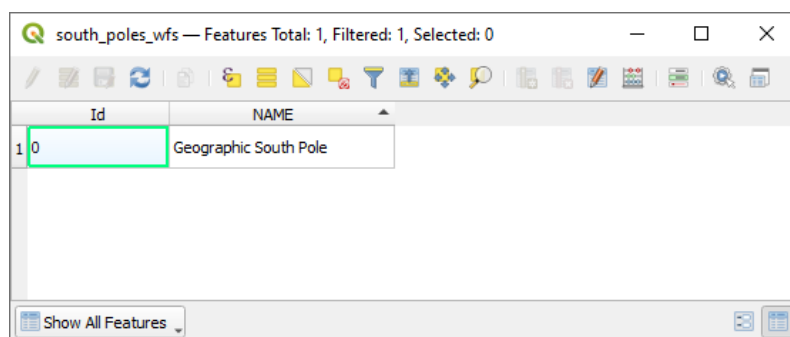 south_poles_wfs — Features Total: 1, Filtered: 1, Selected: 0
Id NAME
1 0 Geographic South Pole
Show All Features